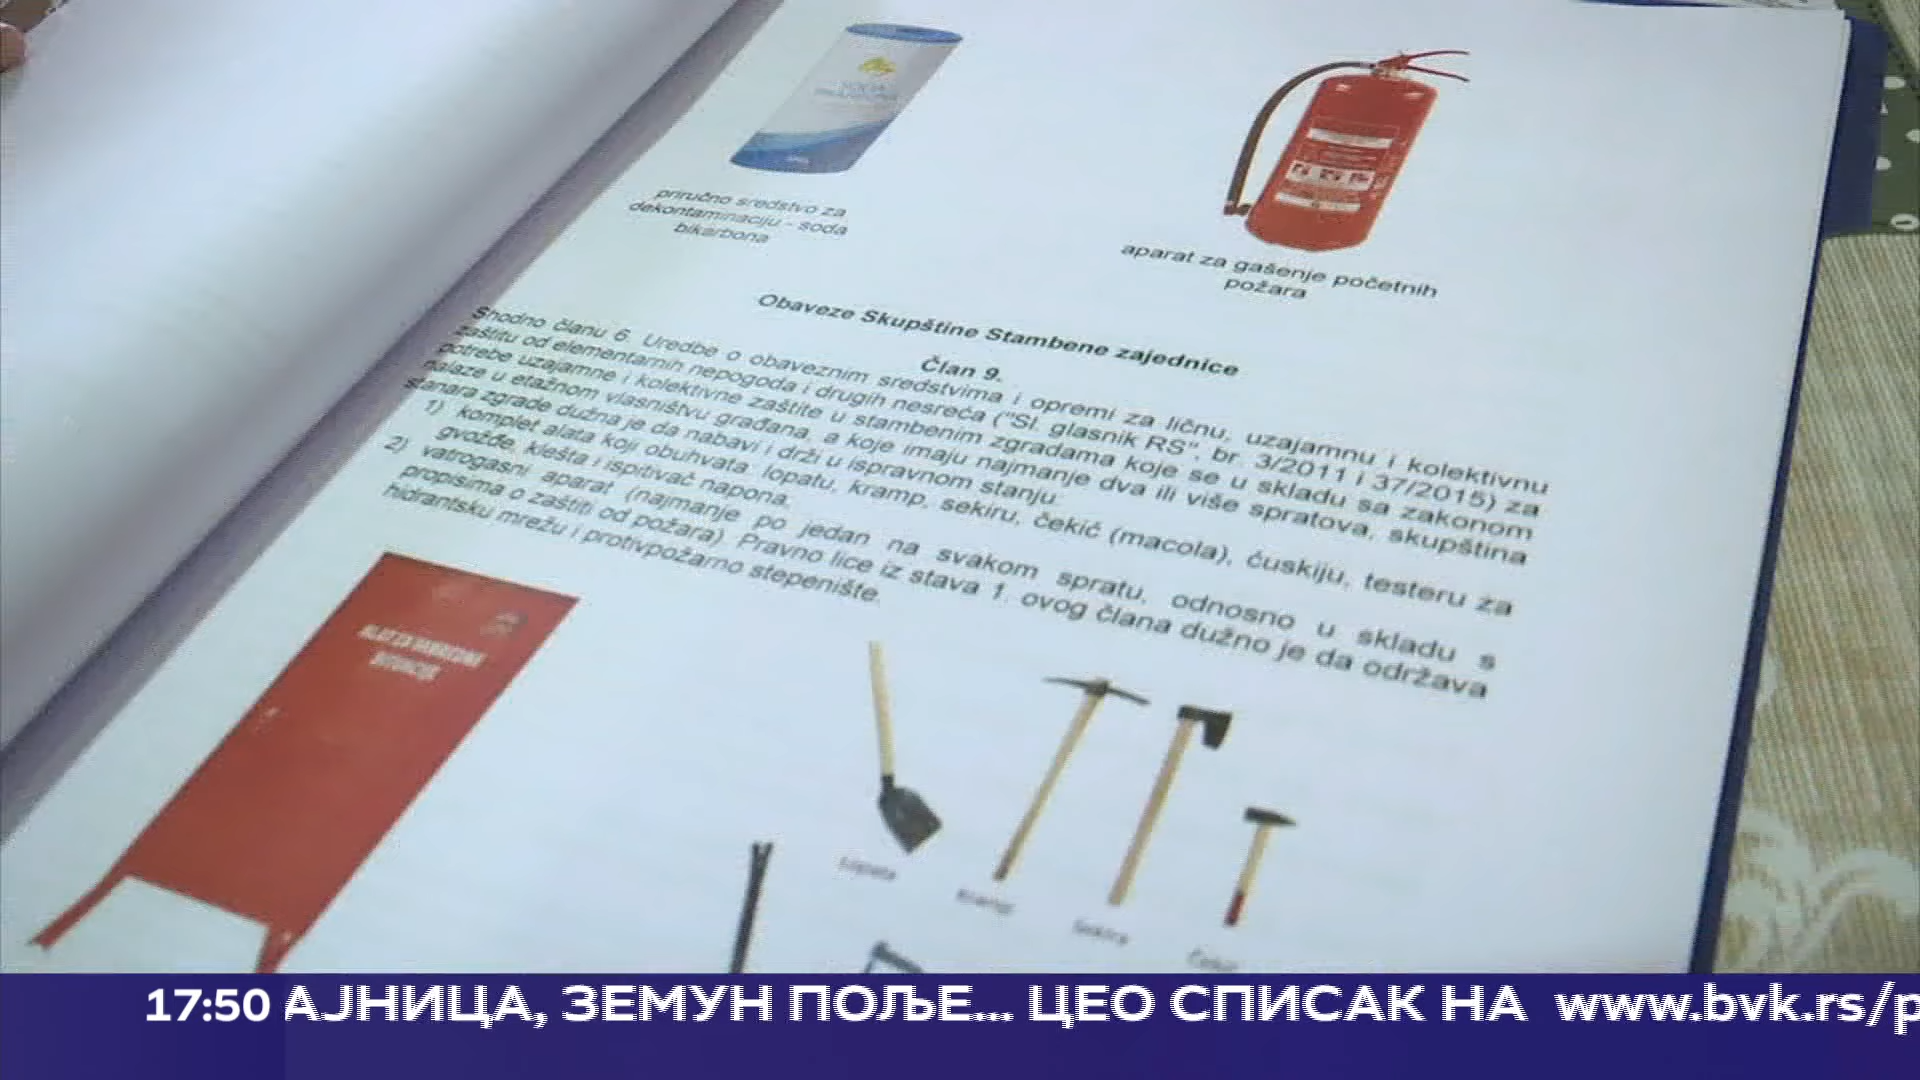 priručno sredstvo za
dekontaminaciju - soda
bikarbona
aparat za gašenje početnih
požara
Obaveze Skupštine Stambene zajednice
Član 9.
Shodno članu 6. Uredbe o obaveznim sredstvima i opremi za ličnu, uzajamnu i kolektivnu
zaštitu od elementarnih nepogoda i drugih nesreća ("Sl. glasnik RS", br. 3/2011 i 37/2015) za
potrebe uzajamne i kolektivne zaštite u stambenim zgradama koje se u skladu sa zakonom
nalaze u etažnom vlasništvu građana, a koje imaju najmanje dva ili više spratova, skupština
stanara zgrade dužna je da nabavi i drži u ispravnom stanju:
1) komplet alata koji obuhvata: lopatu, kramp, sekiru, čekić (macola), ćuskiju, testeru za
gvožđe, klešta i ispitivač napona.
2) vatrogasni aparat (najmanje po jedan na svakom spratu, odnosno u skladu s
propisima o zaštiti od požara). Pravno lice iz stava 1. ovog člana dužno je da održava
hidrantsku mrežu i protivpožarno stepenište.
ALAT ZA VANREDNE
SITUACIJE
Lopata
Kramp
Sekira
Čekić
17:50 АЈНИЦА, ЗЕМУН ПОЉЕ... ЦЕО СПИСАК НА www.bvk.rs/p